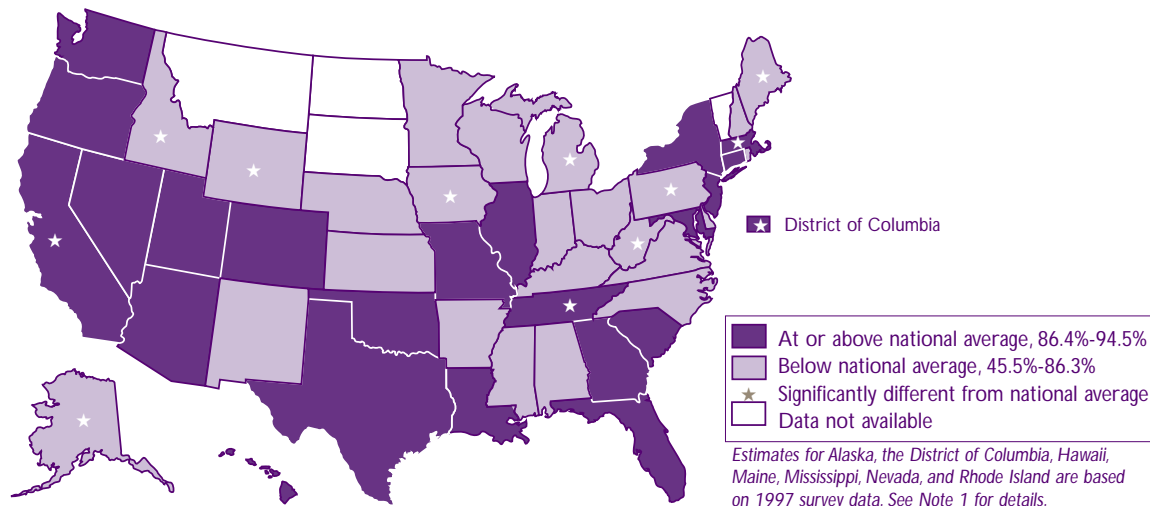 District of Columbia
At or above national average, 86.4%-94.5%
Below national average, 45.5%-86.3%
Significantly different from national average
Data not available
Estimates for Alaska, the District of Columbia, Hawaii,
Maine, Mississippi, Nevada, and Rhode Island are based
on 1997 survey data. See Note 1 for details.